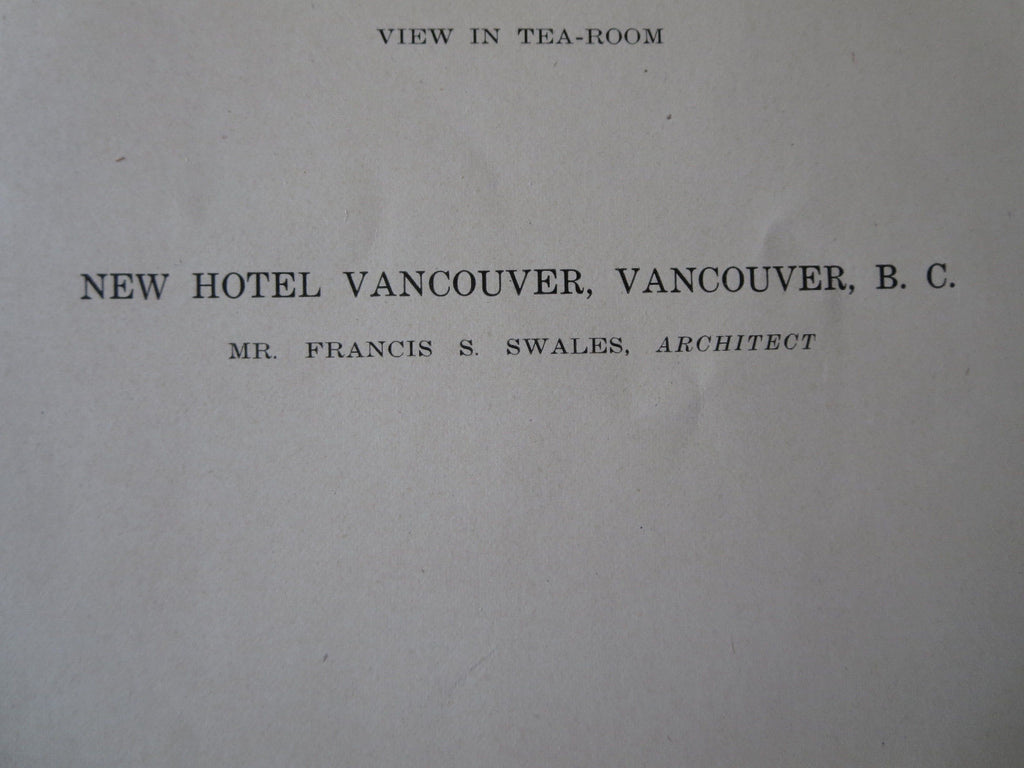 VIEW IN TEA-ROOM
NEW HOTEL VANCOUVER, VANCOUVER, B. C.
MR. FRANCIS S. SWALES, ARCHITECT